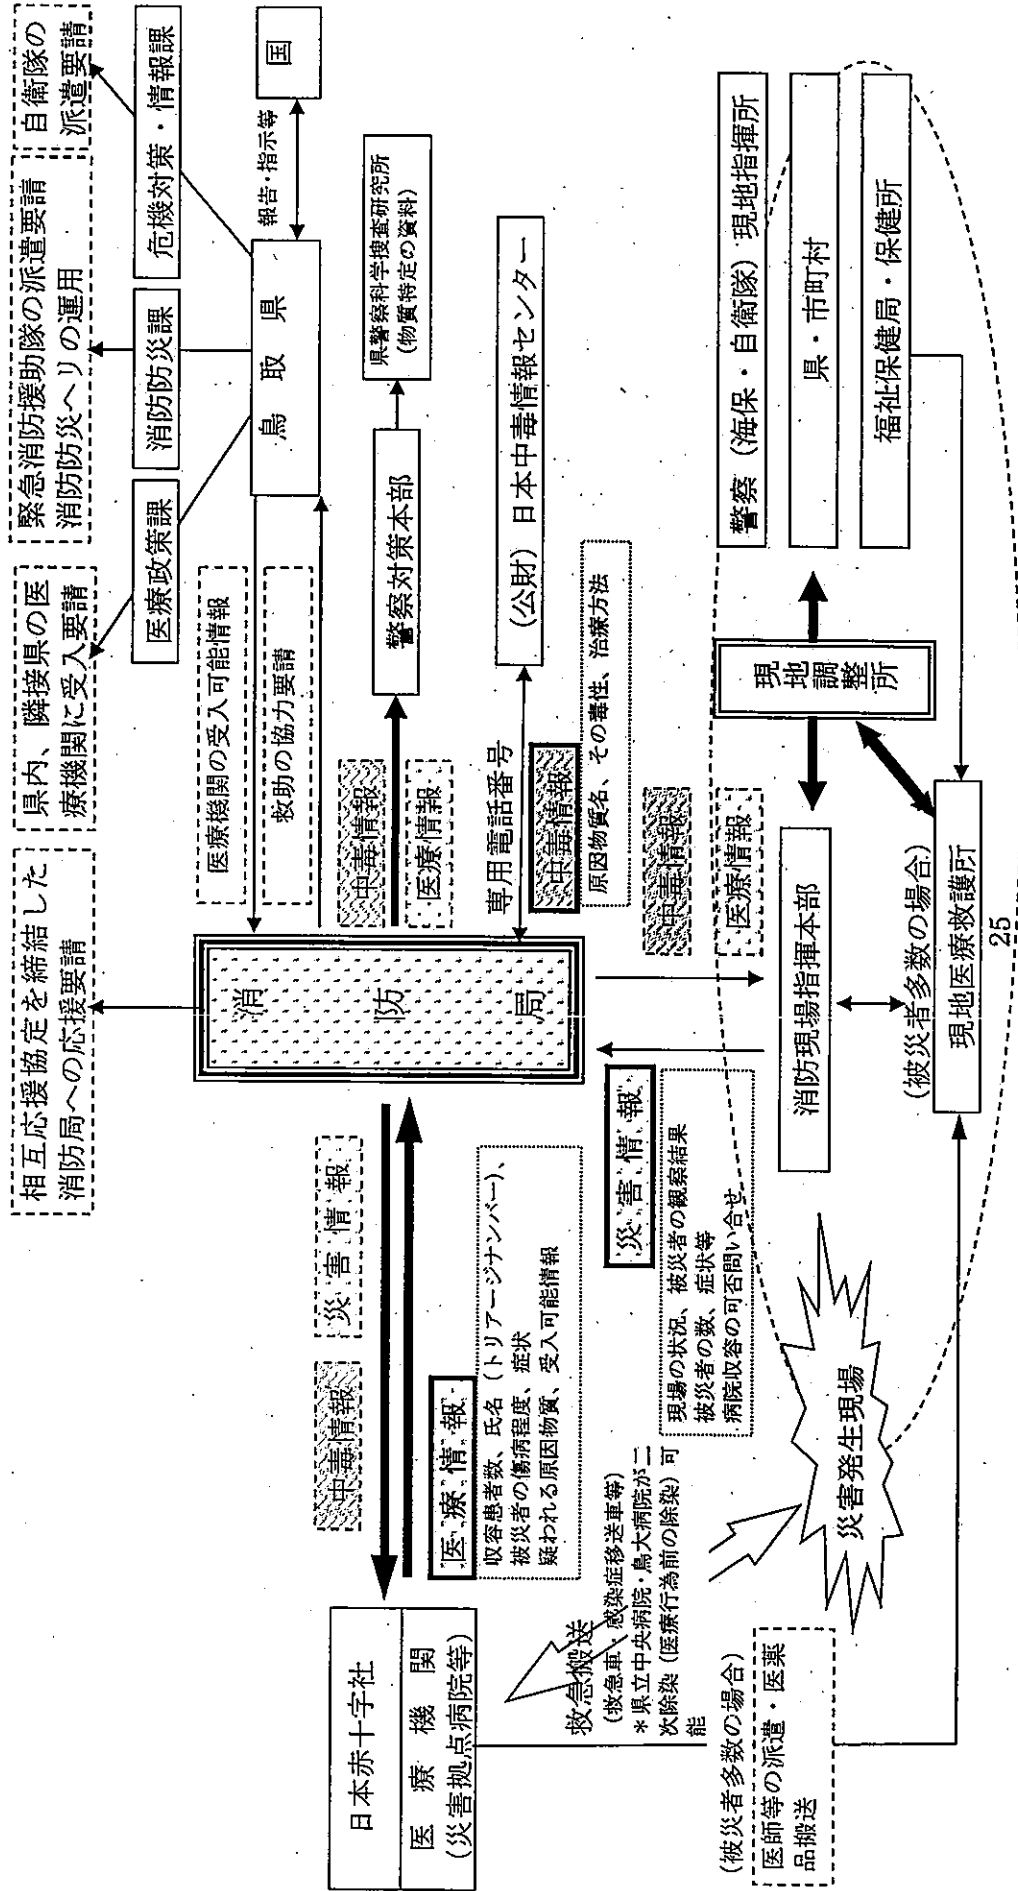 相互応援協定を締結した
消防局への応援要請
県内、隣接県の医
療機関に受入要請
緊急消防援助隊の派遣要請
消防防災ヘリの運用
自衛隊の
派遣要請
医療政策課
消防防災課
危機対策・情報課
鳥取県
報告・指示等
国
医療機関の受入可能情報
救助の協力要請
中毒情報
医療情報
警察対策本部
県警察科学捜査研究所
(物質特定の資料)
専用電話番号
(公財) 日本中毒情報センター
中毒情報
原因物質名、その毒性、治療方法
消防局
中毒情報
災害情報
日本赤十字社
医療機関
(災害拠点病院等)
医療情報
収容患者数、氏名 (トリアージナンバー)、
被災者の傷病程度、症状
疑われる原因物質、受入可能情報
災害情報
現場の状況、被災者の観察結果
被災者の数、症状等
病院収容の可否問い合せ
中毒情報
医療情報
救急搬送
(救急車・感染症移送車等)
*県立中央病院・鳥大病院が二
次除染 (医療行為前の除染) 可
能
災害発生現場
消防現場指揮本部
現地調整所
警察 (海保・自衛隊) 現地指揮所
県・市町村
福祉保健局・保健所
(被災者多数の場合)
医師等の派遣・医薬
品搬送
(被災者多数の場合)
現地医療救護所
25